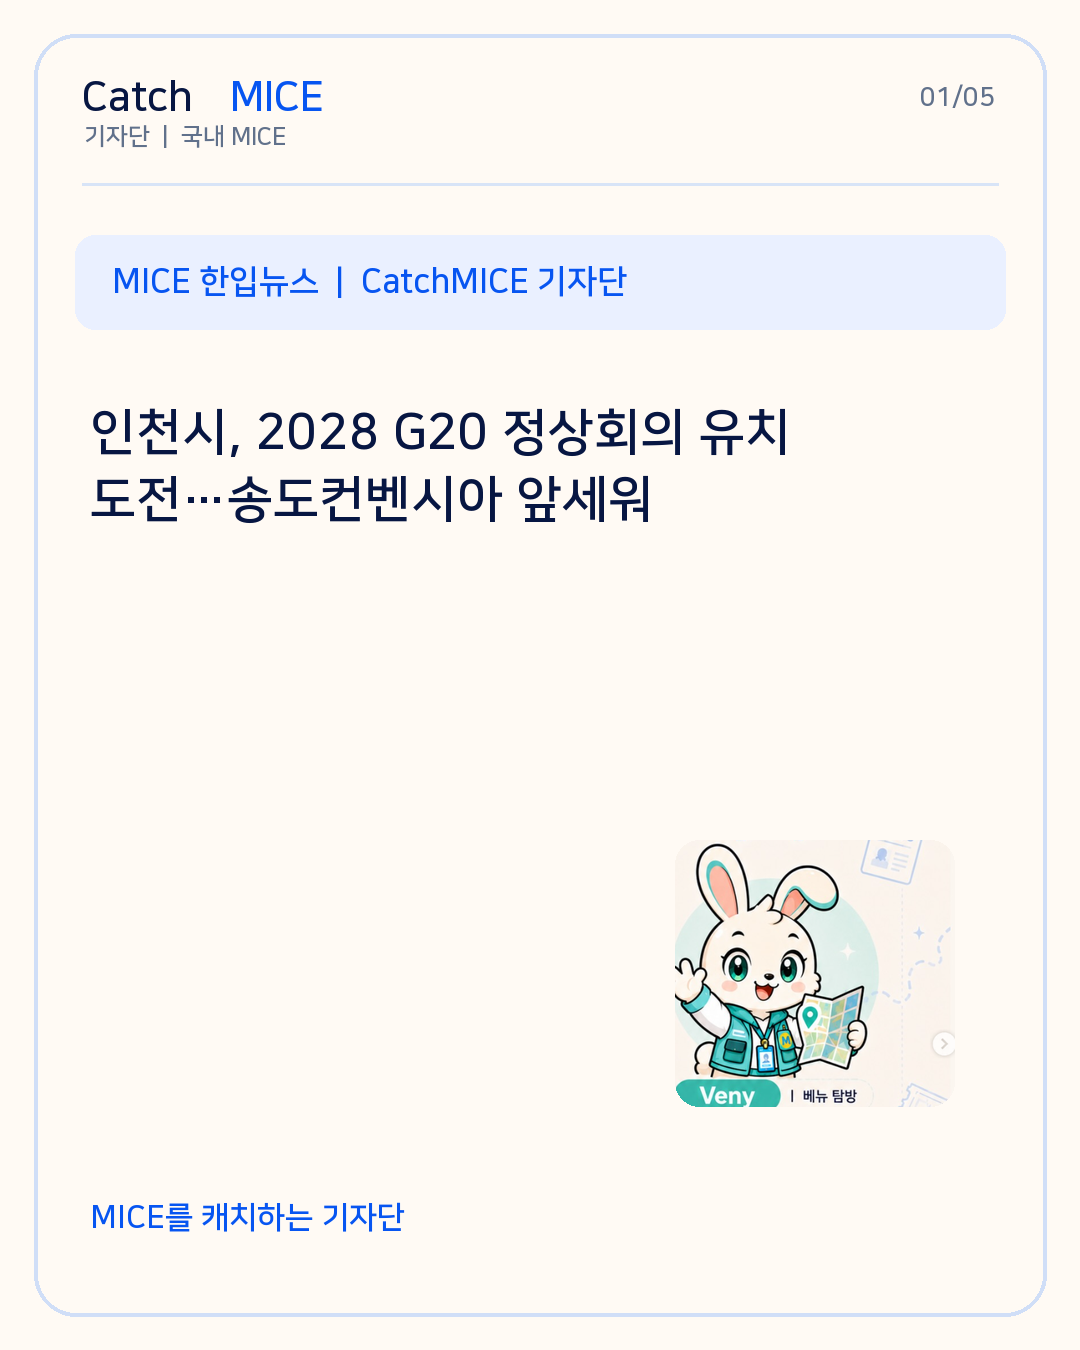 Catch MICE
01/05
기자단 | 국내 MICE
MICE 한입뉴스 | CatchMICE 기자단
인천시, 2028 G20 정상회의 유치
도전…송도컨벤시아 앞세워
M
Veny | 베뉴 탐방
MICE를 캐치하는 기자단